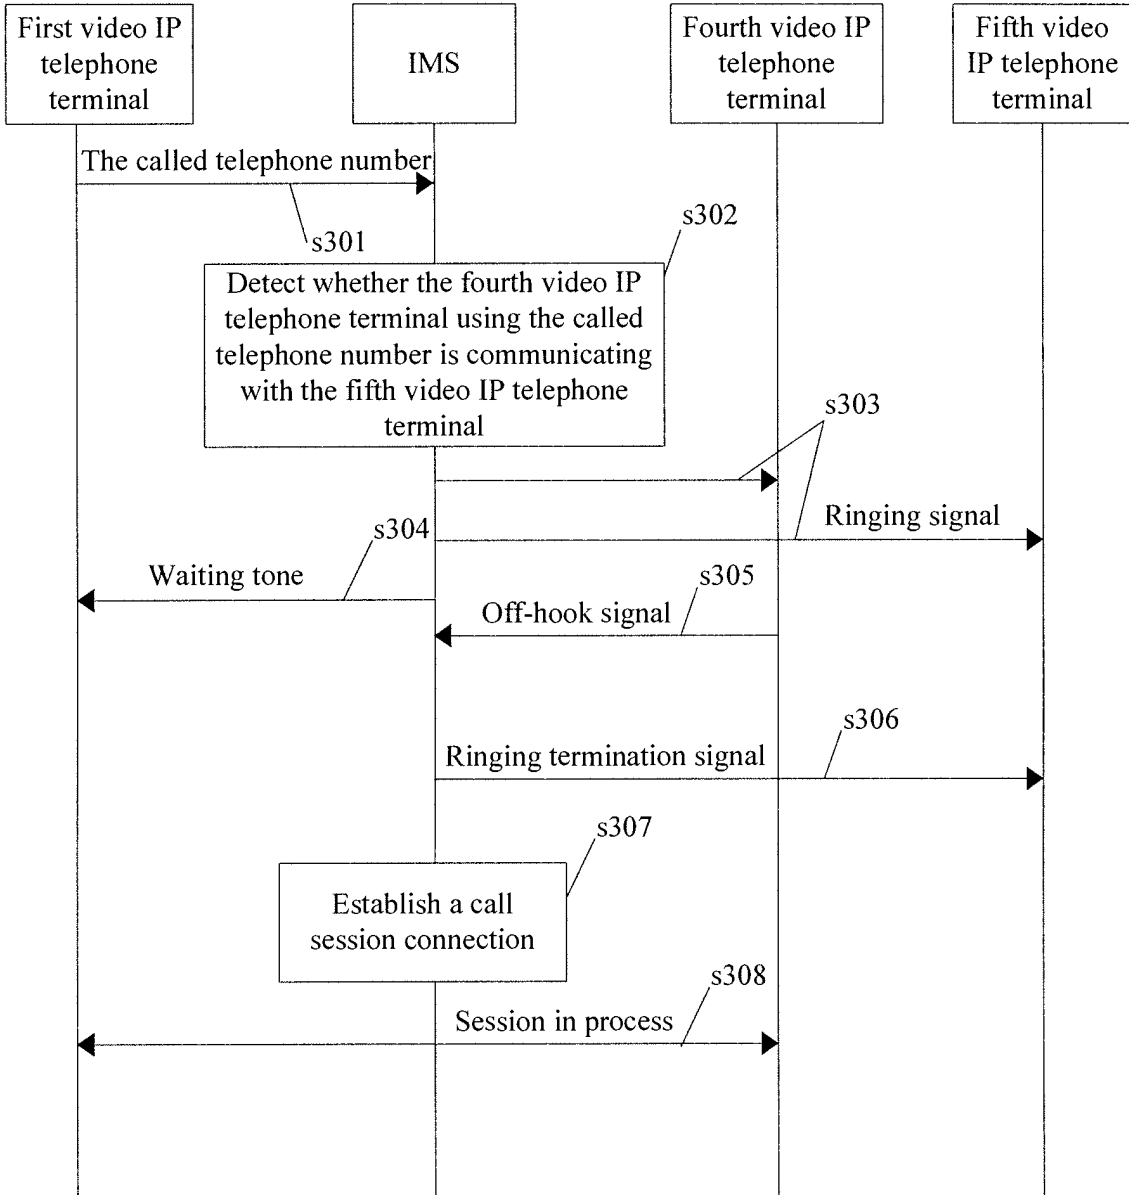 First video IP
telephone
terminal
IMS
Fourth video IP
telephone
terminal
Fifth video
IP telephone
terminal
The called telephone number
s301
s302
Detect whether the fourth video IP
telephone terminal using the called
telephone number is communicating
with the fifth video IP telephone
terminal
s303
Ringing signal
s304
Waiting tone
s305
Off-hook signal
s306
Ringing termination signal
s307
Establish a call
session connection
s308
Session in process